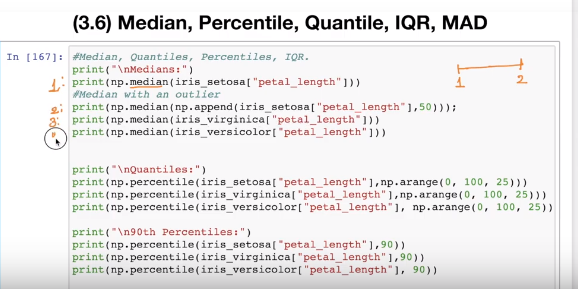 (3.6) Median, Percentile, Quantile, IQR, MAD
In [167]: #Median, Quantiles, Percentiles, IQR.
print("\nMedians:")
1: print(np.median(iris_setosa["petal_length"]))
#Median with an outlier
2: print(np.median(np.append(iris_setosa["petal_length"],50)));
3: print(np.median(iris_virginica["petal_length"]))
print(np.median(iris_versicolor["petal_length"]))
1 2
print("\nQuantiles:")
print(np.percentile(iris_setosa["petal_length"],np.arange(0, 100, 25)))
print(np.percentile(iris_virginica["petal_length"],np.arange(0, 100, 25)))
print(np.percentile(iris_versicolor["petal_length"], np.arange(0, 100, 25))
print("\n90th Percentiles:")
print(np.percentile(iris_setosa["petal_length"],90))
print(np.percentile(iris_virginica["petal_length"],90))
print(np.percentile(iris_versicolor["petal_length"], 90))